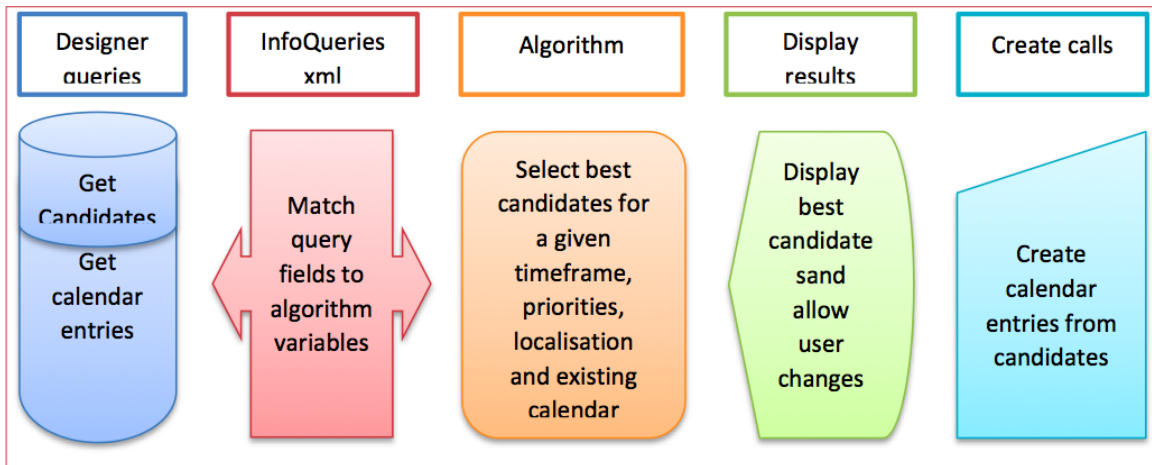 Designer
queries
InfoQueries
xml
Algorithm
Display
results
Create calls
Get
Candidates
Get
calendar
entries
Match
query
fields to
algorithm
variables
Select best
candidates for
a given
timeframe,
priorities,
localisation
and existing
calendar
Display
best
candidate
sand
allow
user
changes
Create
calendar
entries from
candidates